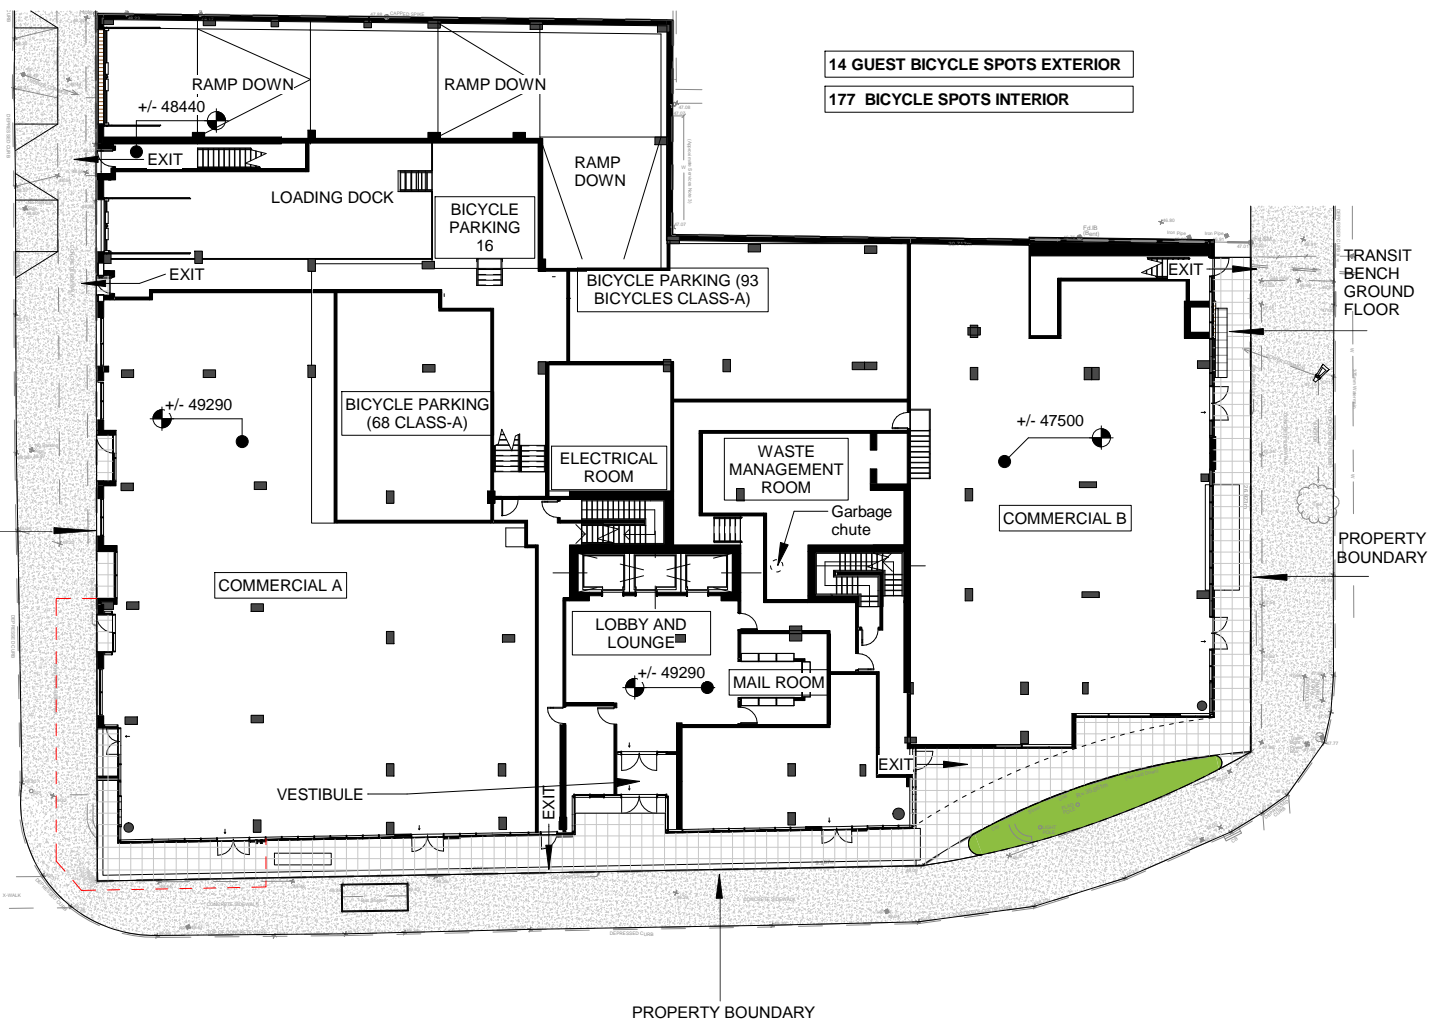 14 GUEST BICYCLE SPOTS EXTERIOR
177 BICYCLE SPOTS INTERIOR
RAMP DOWN
RAMP DOWN
+/- 48440
EXIT
RAMP
DOWN
LOADING DOCK
BICYCLE
PARKING
16
EXIT
BICYCLE PARKING (93
BICYCLES CLASS-A)
EXIT
TRANSIT
BENCH
GROUND
FLOOR
+/- 49290
BICYCLE PARKING
(68 CLASS-A)
+/- 47500
ELECTRICAL
ROOM
WASTE
MANAGEMENT
ROOM
Garbage
chute
COMMERCIAL B
PROPERTY
BOUNDARY
COMMERCIAL A
LOBBY AND
LOUNGE
+/- 49290
MAIL ROOM
EXIT
VESTIBULE
EXIT
PROPERTY BOUNDARY